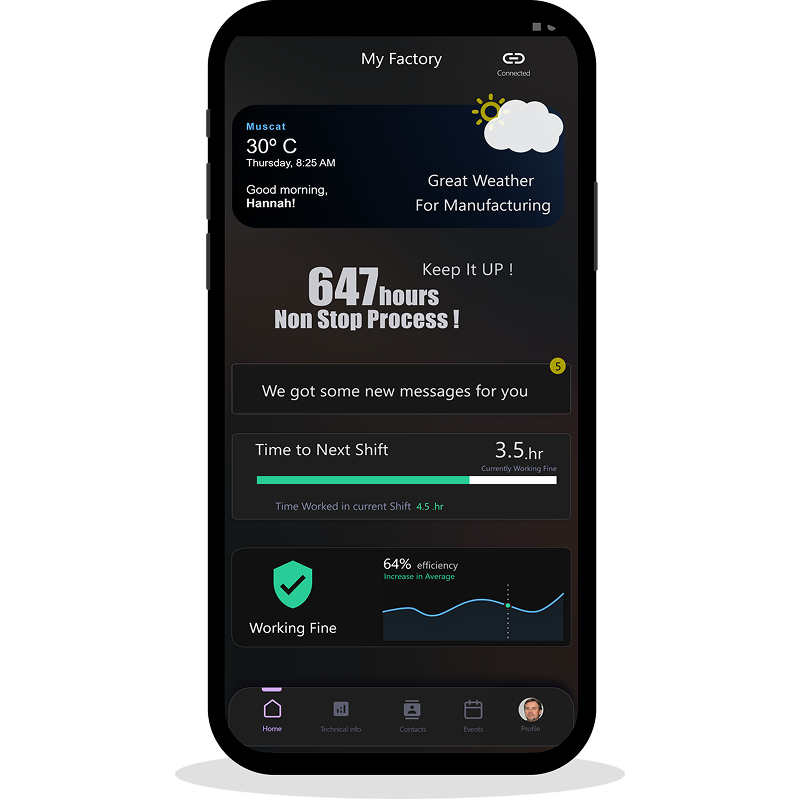 My Factory
Connected
Muscat
30º C
Thursday, 8:25 AM
Good morning,
Hannah!
Great Weather
For Manufacturing
Keep It UP !
647hours
Non Stop Process !
5
We got some new messages for you
Time to Next Shift
3.5.hr
Currently Working Fine
Time Worked in current Shift 4.5 .hr
64% efficiency
Increase in Average
Working Fine
Home
Technical info
Contacts
Events
Profile